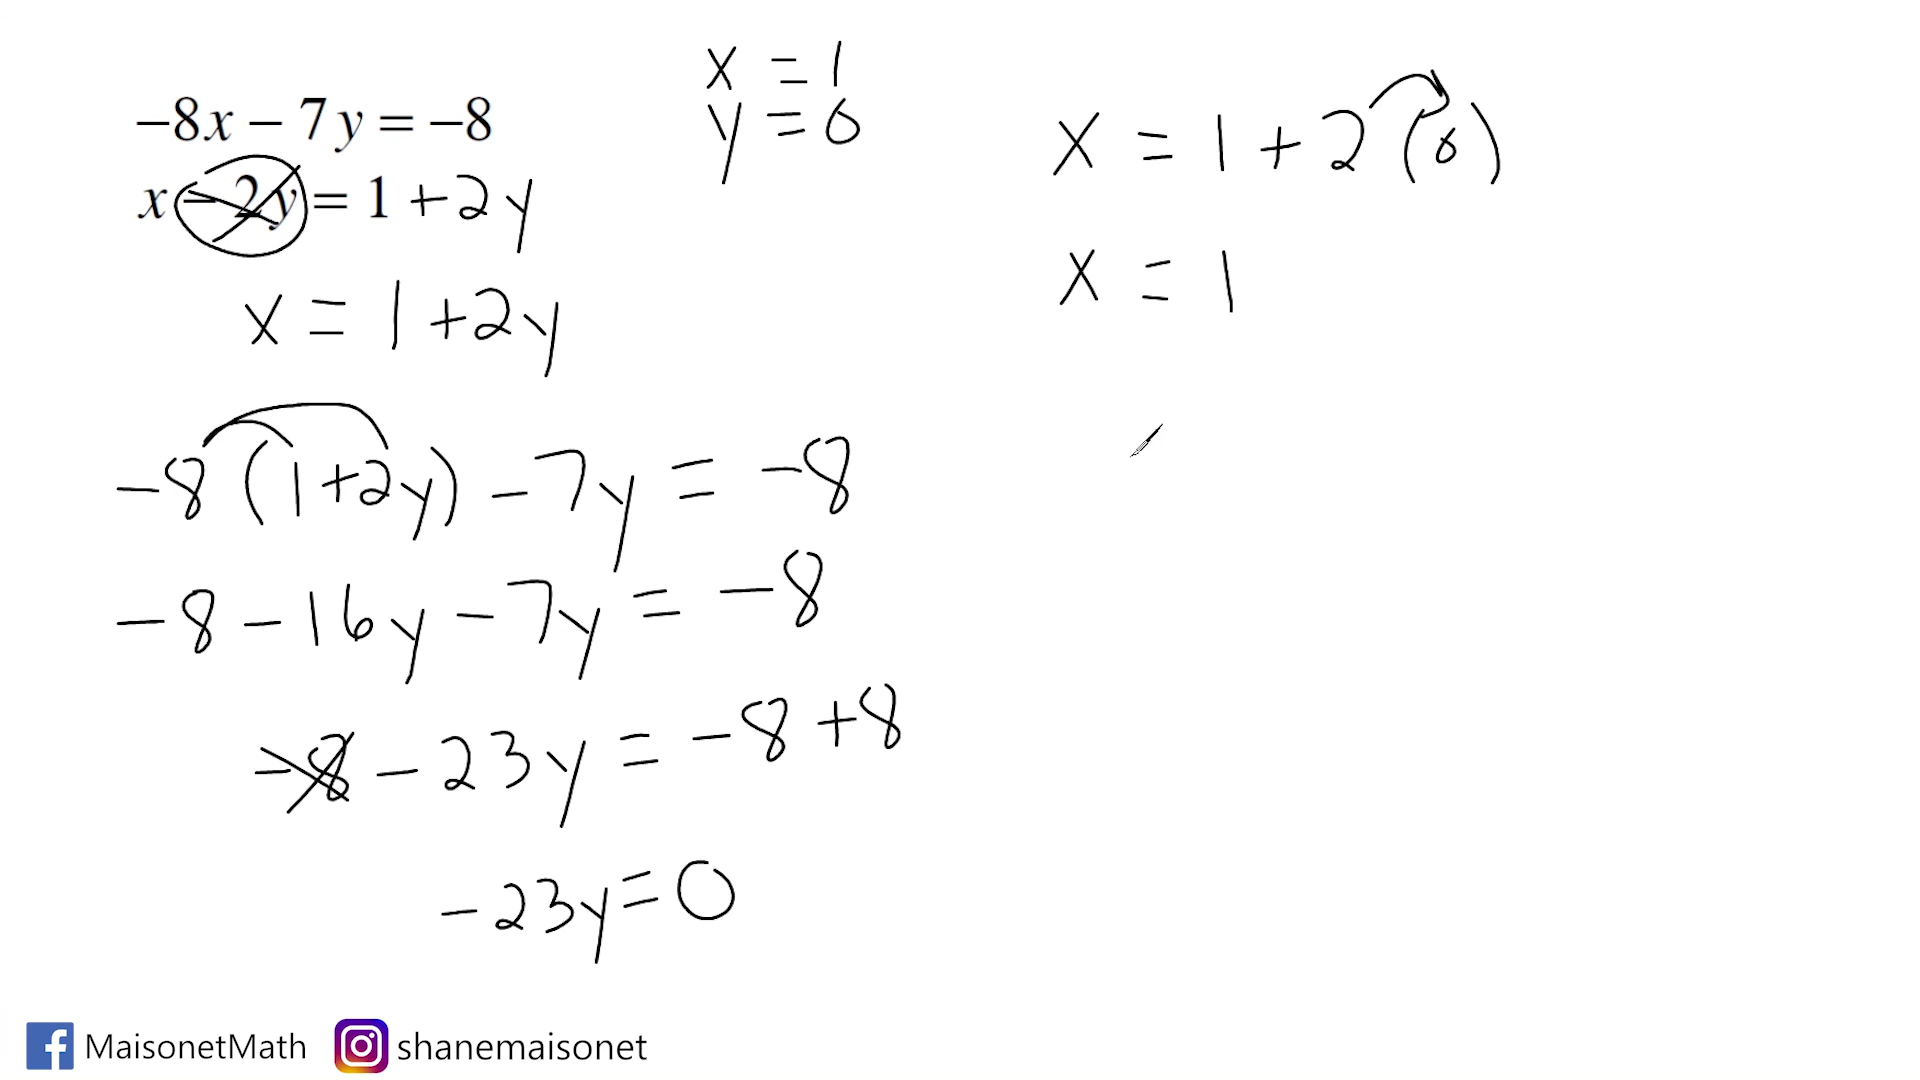 −8x − 7y = −8
x − 2y = 1 + 2y
x = 1 + 2y
−8(1+2y) − 7y = −8
−8 − 16y − 7y = −8
−8 − 23y = −8 + 8
−23y = 0
x = 1
y = 0
x = 1 + 2(0)
x = 1
MaisonetMath
shanemaisonet